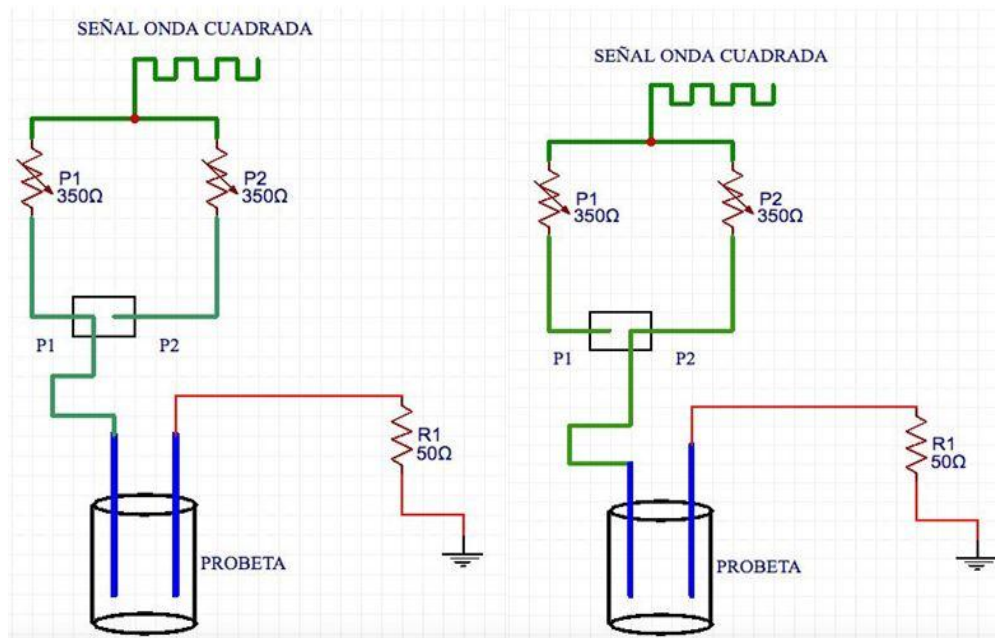 SEÑAL ONDA CUADRADA
P1
350Ω
P2
350Ω
P1
P2
R1
50Ω
PROBETA
SEÑAL ONDA CUADRADA
P1
350Ω
P2
350Ω
P1
P2
R1
50Ω
PROBETA